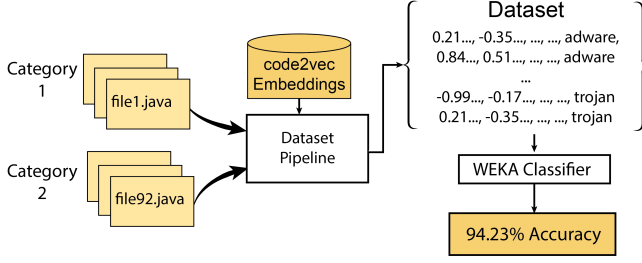 Category
1
file1.java
Category
2
file92.java
code2vec
Embeddings
Dataset
Pipeline
Dataset
0.21..., -0.35..., ..., ..., adware,
0.84..., 0.51..., ..., ..., adware
...
-0.99..., -0.17..., ..., ..., trojan
0.21..., -0.35..., ..., ..., trojan
WEKA Classifier
94.23% Accuracy